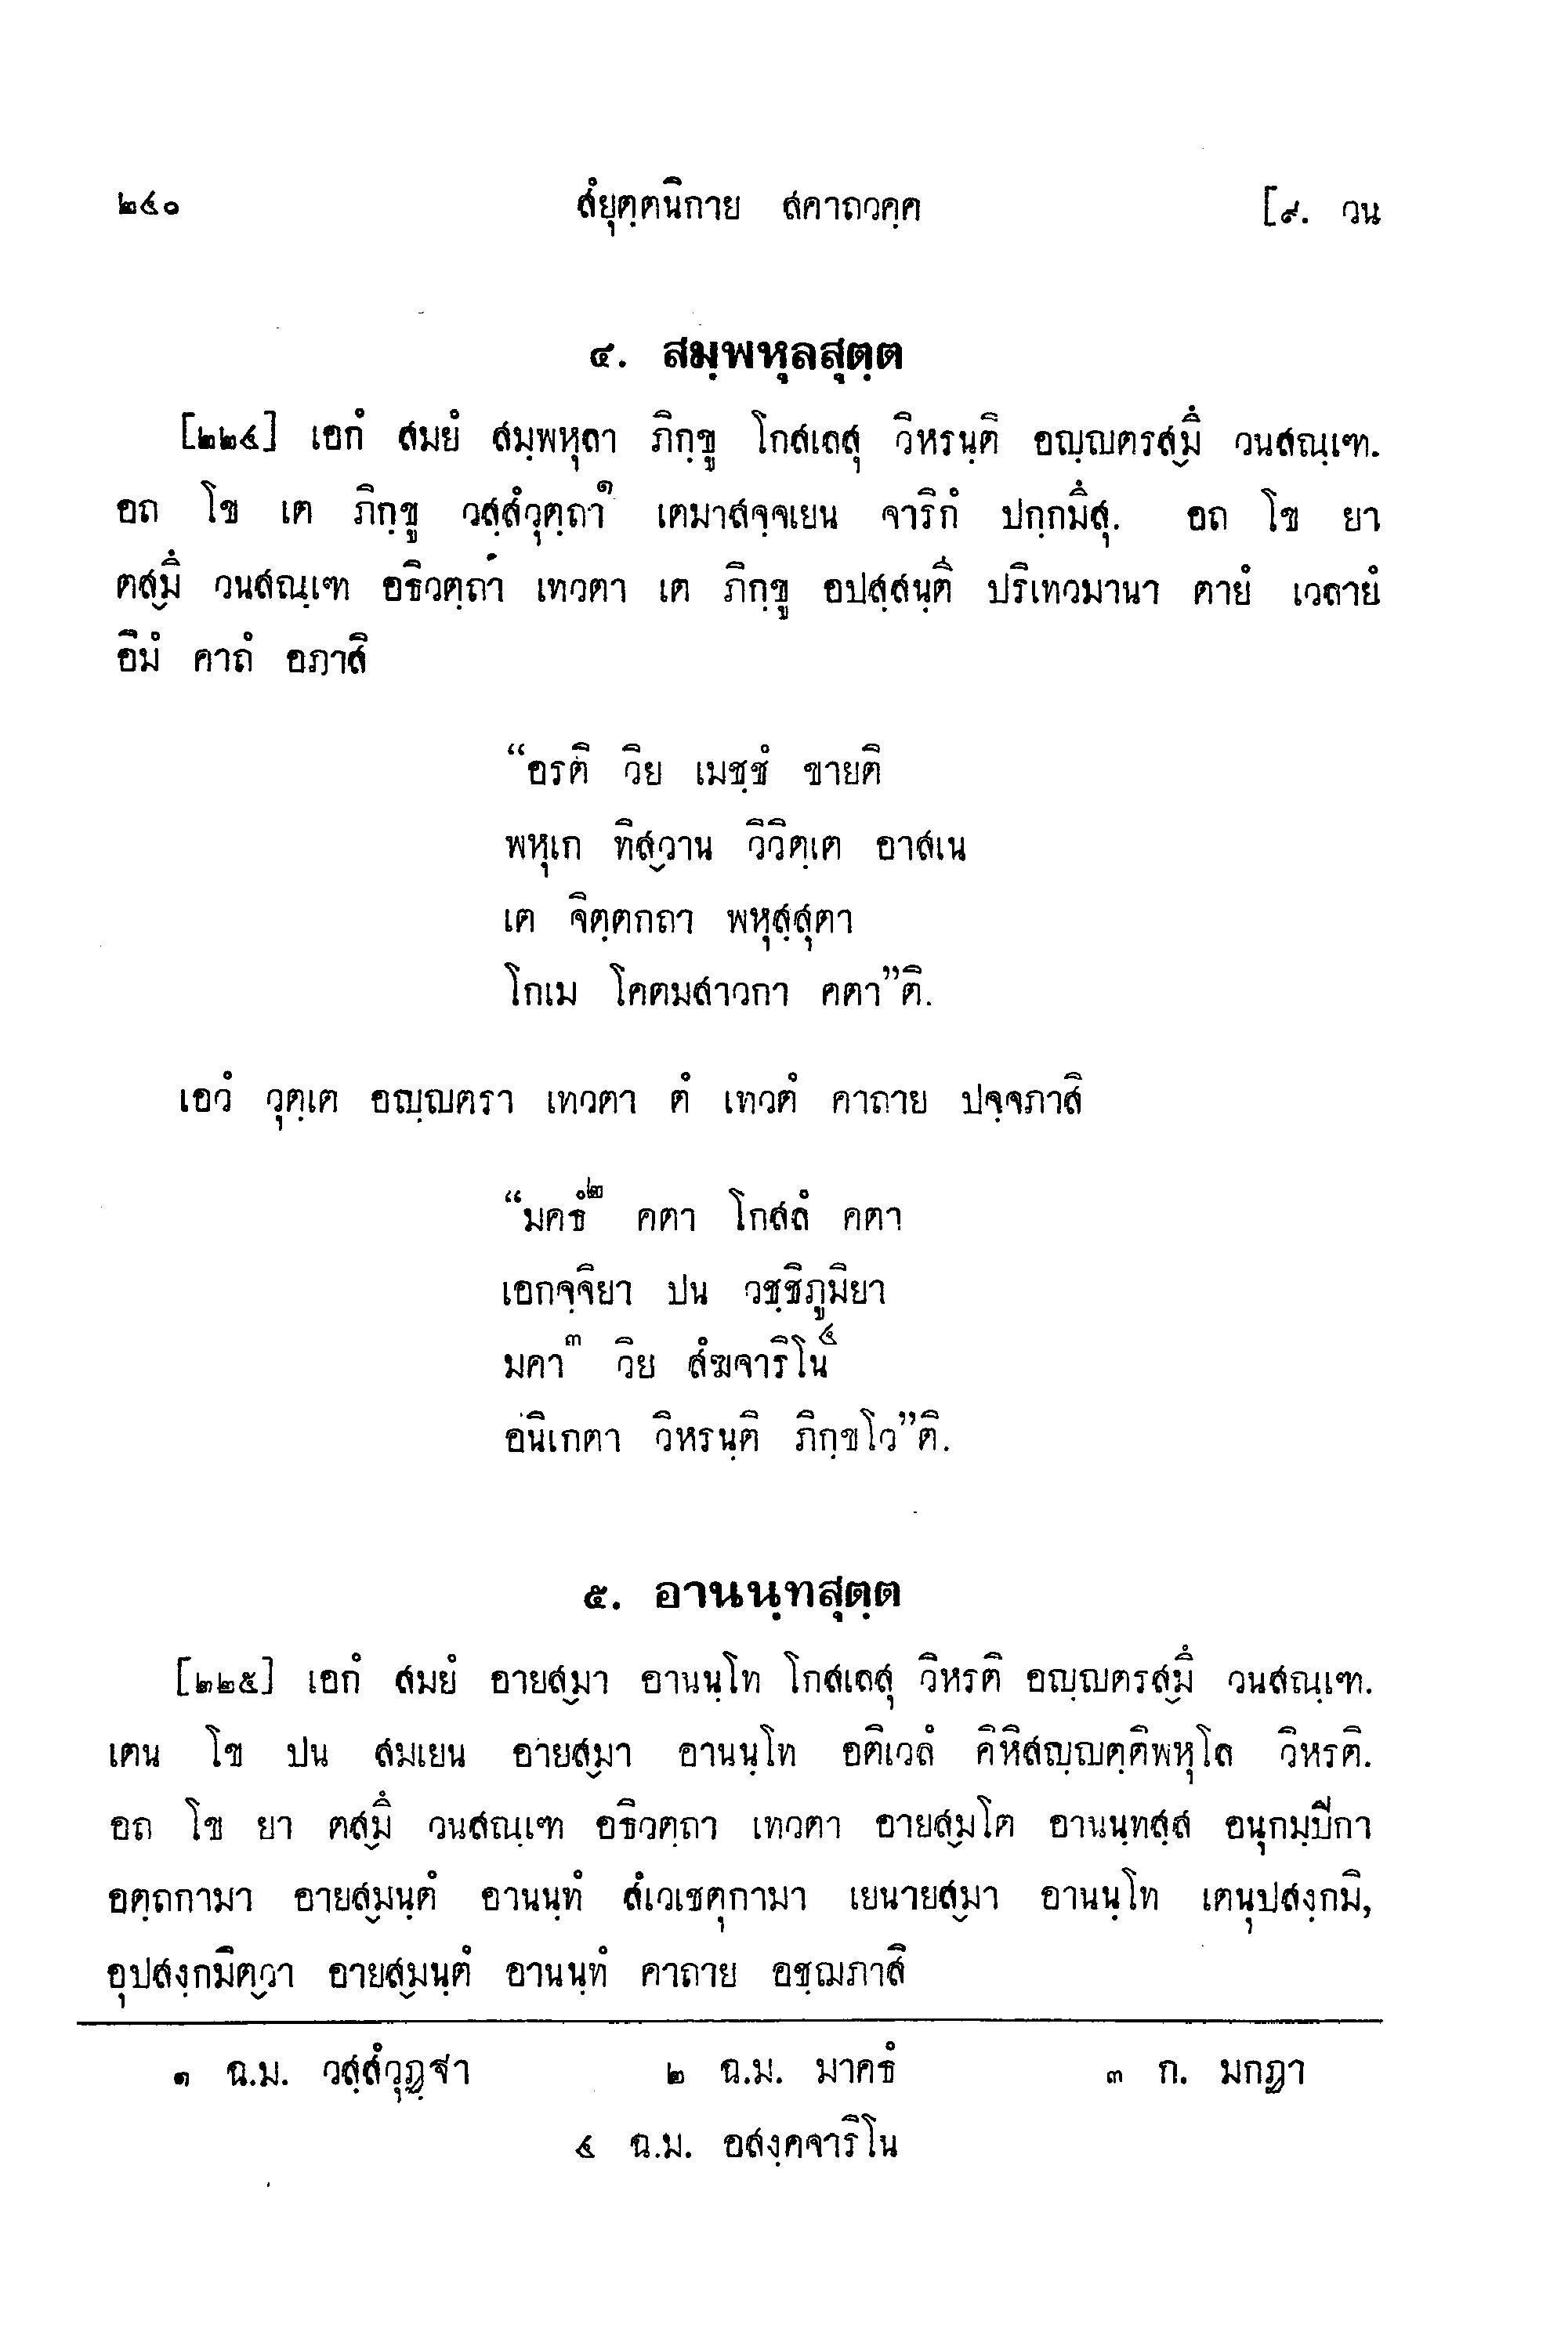 ๒๔๐ สํยุตฺตนิกาย สคาถวคฺค [๙. วน
๔. สมฺพหุลสุตฺต
[๒๒๔] เอกํ สมยํ สมฺพหุลา ภิกฺขู โกสเลสุ วิหรนฺติ อญฺญตรสฺมึ วนสณฺเฑ.
อถ โข เต ภิกฺขู วสฺสํวุตฺถา๑ เตมาสจฺจเยน จาริกํ ปกฺกมึสุ. อถ โข ยา
ตสฺมึ วนสณฺเฑ อธิวตฺถา เทวตา เต ภิกฺขู อปสฺสนฺตี ปริเทวมานา ตายํ เวลายํ
อิมํ คาถํ อภาสิ
“อรติ วิย เมชฺชํ ขายติ
พหุเก ทิสฺวาน วิวิตฺเต อาสเน
เต จิตฺตกถา พหุสฺสุตา
โกเม โคตมสาวกา คตา”ติ.
เอวํ วุตฺเต อญฺญตรา เทวตา ตํ เทวตํ คาถาย ปจฺจภาสิ
“มคธํ๒ คตา โกสลํ คตา
เอกจฺจิยา ปน วชฺชิภูมิยา
มคา๓ วิย สํฆจาริโน๔
อนิเกตา วิหรนฺติ ภิกฺขโว”ติ.
๕. อานนฺทสุตฺต
[๒๒๕] เอกํ สมยํ อายสฺมา อานนฺโท โกสเลสุ วิหรติ อญฺญตรสฺมึ วนสณฺเฑ.
เตน โข ปน สมเยน อายสฺมา อานนฺโท อติเวลํ คิหิสญฺญตฺติพหุโล วิหรติ.
อถ โข ยา ตสฺมึ วนสณฺเฑ อธิวตฺถา เทวตา อายสฺมโต อานนฺทสฺส อนุกมฺปิกา
อตฺถกามา อายสฺมนฺตํ อานนฺทํ สํเวเชตุกามา เยนายสฺมา อานนฺโท เตนุปสงฺกมิ,
อุปสงฺกมิตฺวา อายสฺมนฺตํ อานนฺทํ คาถาย อชฺฌภาสิ
๑ ฉ.ม. วสฺสํวุฏฺฐา ๒ ฉ.ม. มาคธํ ๓ ก. มกฏา
๔ ฉ.ม. อสงฺคจาริโน